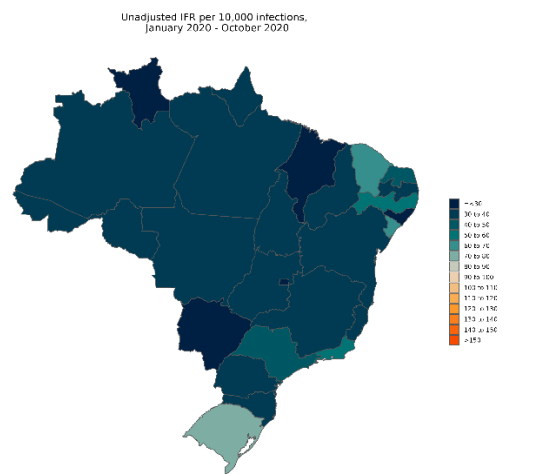 Unadjusted IFR per 10,000 infections,
January 2020 - October 2020
=<30
30 to 40
40 to 50
50 to 60
60 to 70
70 to 80
80 to 90
90 to 100
100 to 110
110 to 120
120 to 130
130 to 140
140 to 150
>150